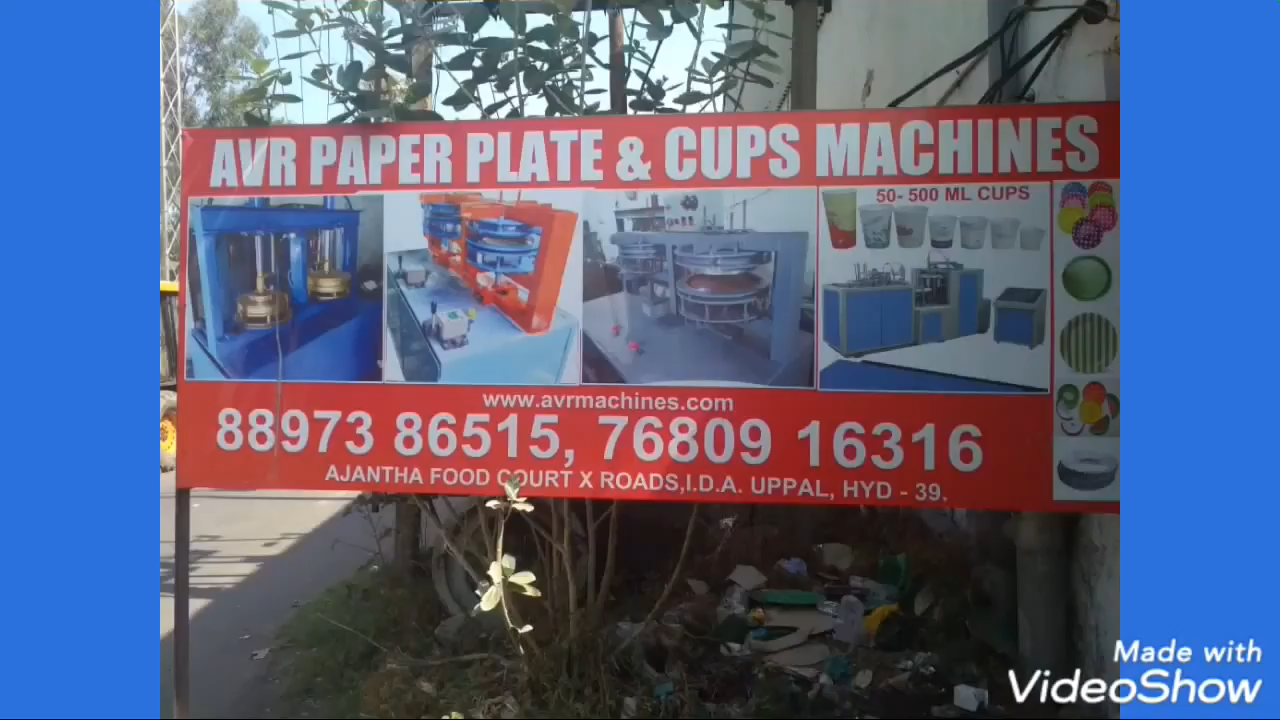 AVR PAPER PLATE & CUPS MACHINES
50- 500 ML CUPS
www.avrmachines.com
88973 86515, 76809 16316
AJANTHA FOOD COURT X ROADS,I.D.A. UPPAL, HYD - 39.
Made with
VideoShow